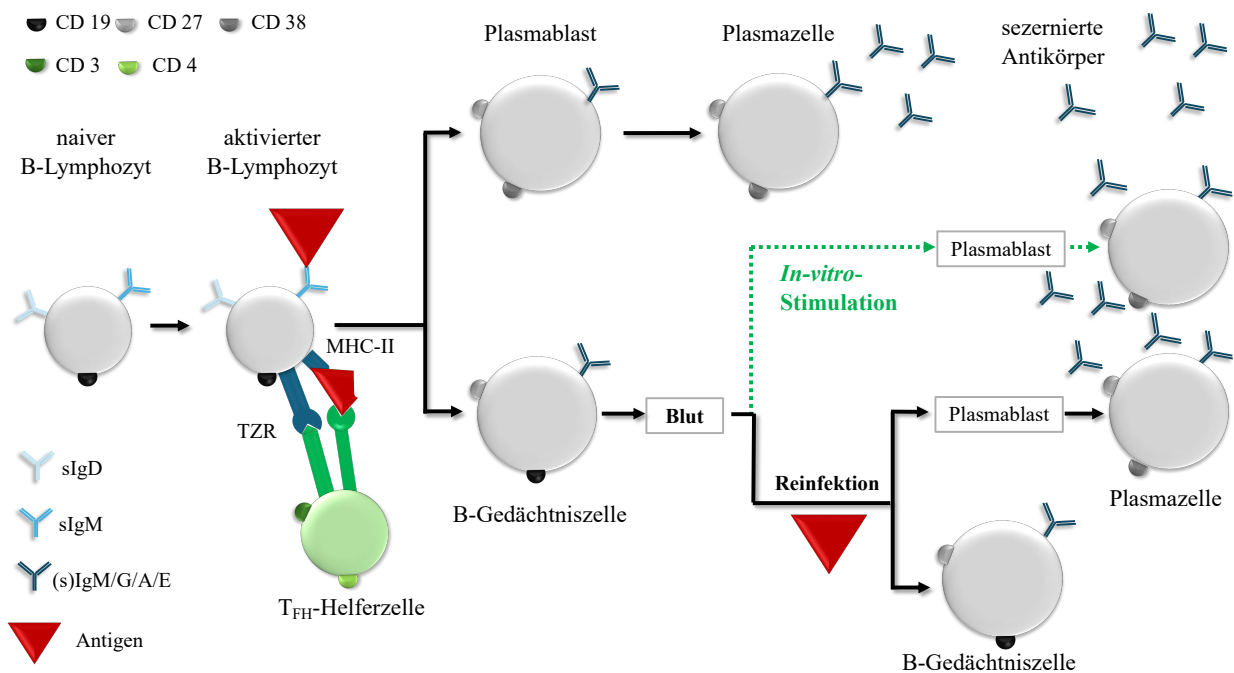 CD 19
CD 27
CD 38
CD 3
CD 4
naiver
B-Lymphozyt
aktivierter
B-Lymphozyt
Plasmablast
Plasmazelle
sezernierte
Antikörper
MHC-II
TZR
TFH-Helferzelle
B-Gedächtniszelle
Blut
In-vitro-
Stimulation
Plasmablast
Reinfektion
Plasmablast
Plasmazelle
B-Gedächtniszelle
sIgD
sIgM
(s)IgM/G/A/E
Antigen